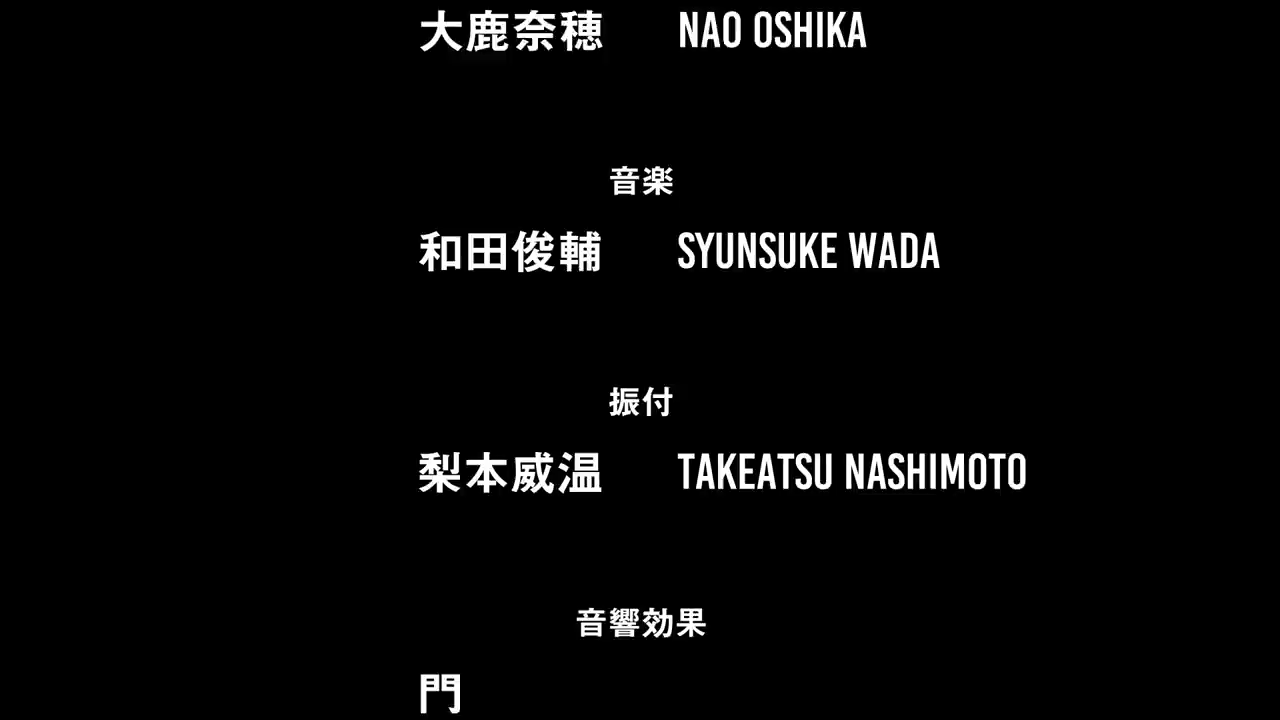 大鹿奈穂 NAO OSHIKA
音楽
和田俊輔 SYUNSUKE WADA
振付
梨本威温 TAKEATSU NASHIMOTO
音響効果
門